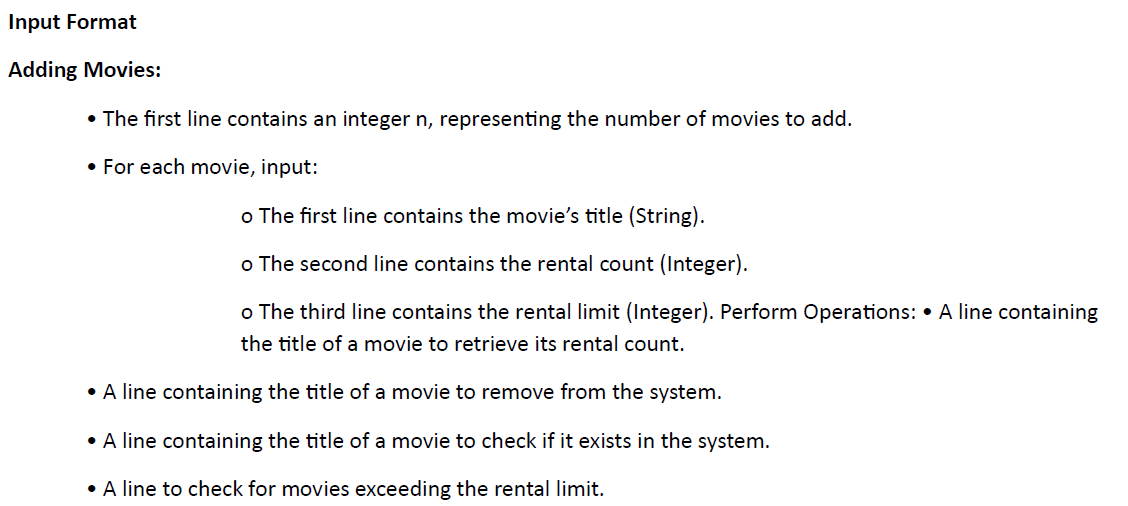 Input Format
Adding Movies:
• The first line contains an integer n, representing the number of movies to add.
• For each movie, input:
o The first line contains the movie’s title (String).
o The second line contains the rental count (Integer).
o The third line contains the rental limit (Integer). Perform Operations: • A line containing
the title of a movie to retrieve its rental count.
• A line containing the title of a movie to remove from the system.
• A line containing the title of a movie to check if it exists in the system.
• A line to check for movies exceeding the rental limit.